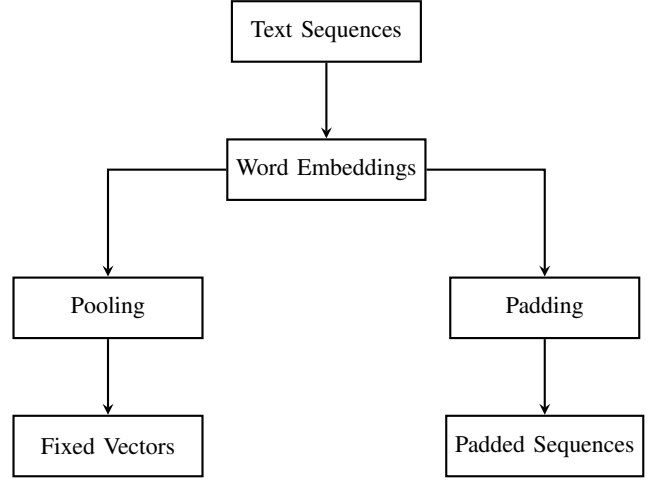 Text Sequences
Word Embeddings
Pooling
Padding
Fixed Vectors
Padded Sequences